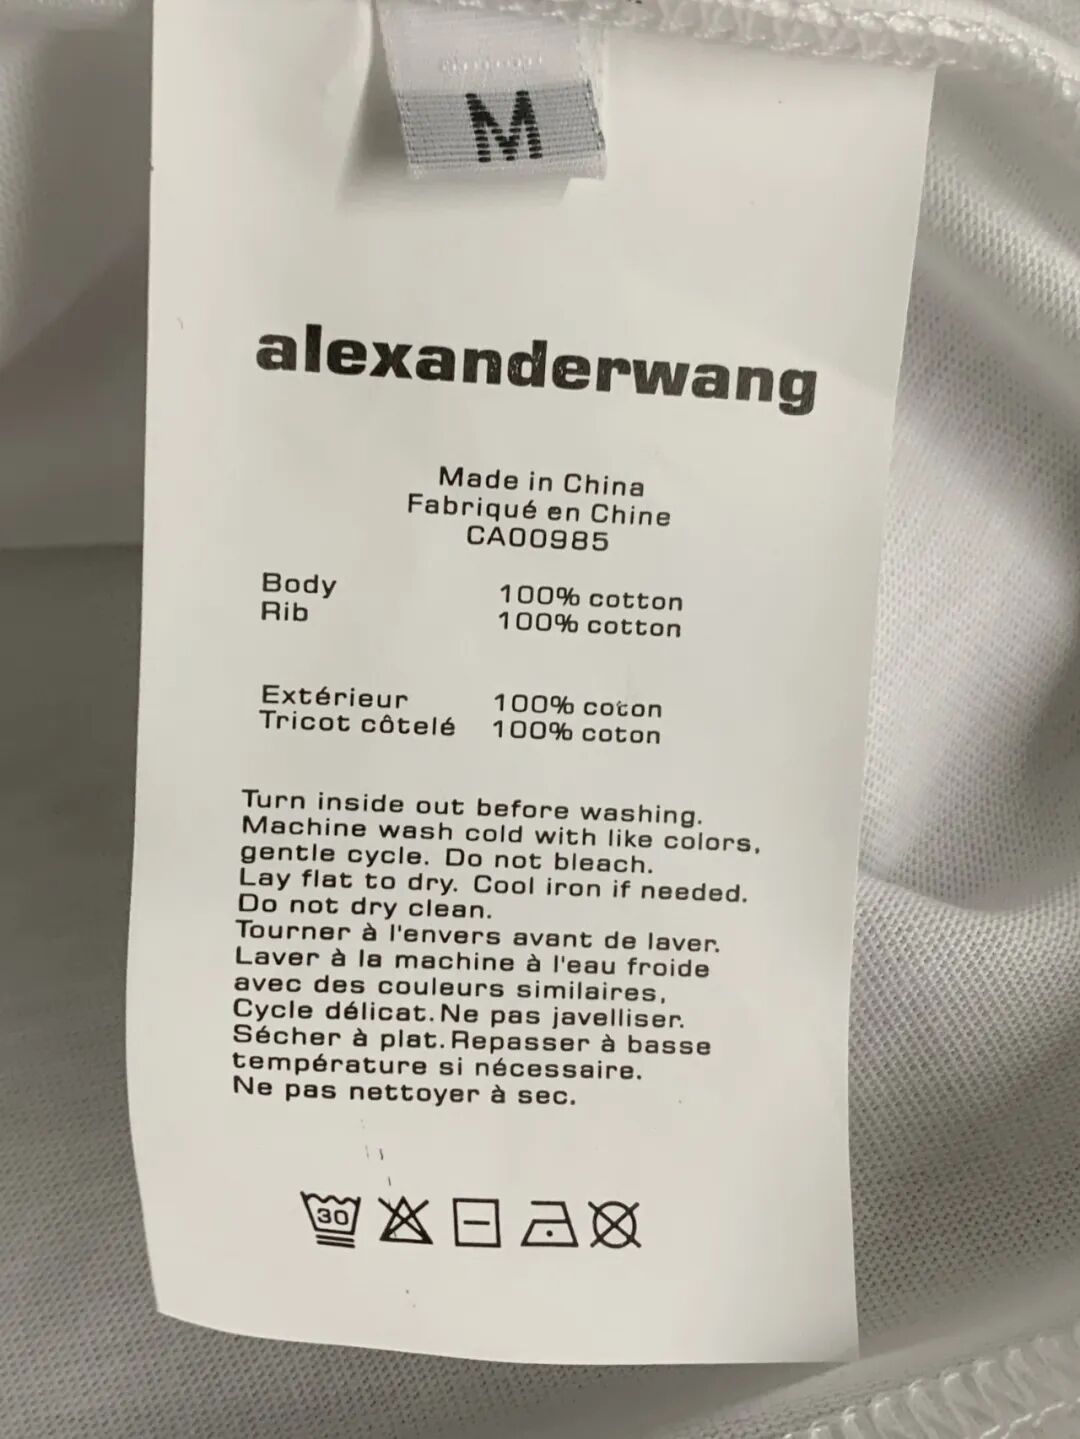 M
alexanderwang
Made in China
Fabriqué en Chine
CA00985
Body 100% cotton
Rib 100% cotton
Extérieur 100% coton
Tricot côtelé 100% coton
Turn inside out before washing.
Machine wash cold with like colors,
gentle cycle. Do not bleach.
Lay flat to dry. Cool iron if needed.
Do not dry clean.
Tourner à l'envers avant de laver.
Laver à la machine à l'eau froide
avec des couleurs similaires,
Cycle délicat. Ne pas javelliser.
Sécher à plat. Repasser à basse
température si nécessaire.
Ne pas nettoyer à sec.
30